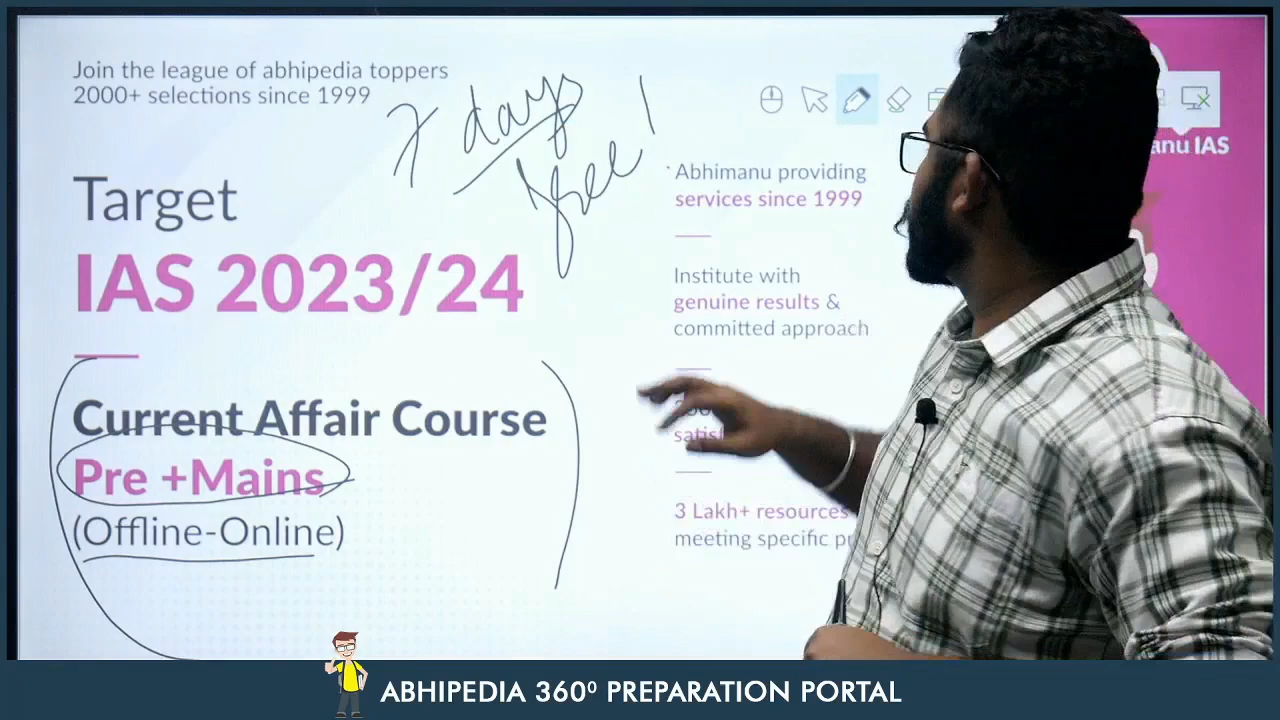 Join the league of abhipedia toppers
2000+ selections since 1999
7 days
free!
Target
IAS 2023/24
Current Affair Course
Pre +Mains
(Offline-Online)
Abhimanu providing
services since 1999
Institute with
genuine results &
committed approach
3 Lakh+ resources
meeting specific
IAS
ABHIPEDIA 360⁰ PREPARATION PORTAL